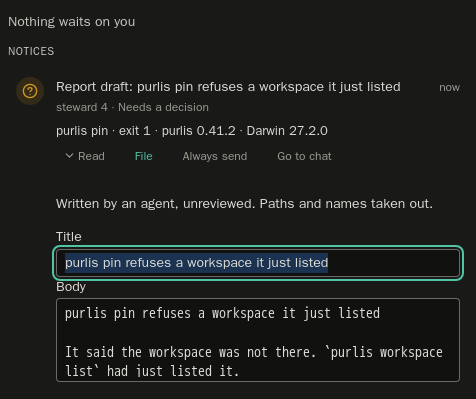 Nothing waits on you
NOTICES
Report draft: purlis pin refuses a workspace it just listed
now
steward 4 · Needs a decision
purlis pin · exit 1 · purlis 0.41.2 · Darwin 27.2.0
Read File Always send Go to chat
Written by an agent, unreviewed. Paths and names taken out.
Title
purlis pin refuses a workspace it just listed
Body
purlis pin refuses a workspace it just listed
It said the workspace was not there. `purlis workspace
list` had just listed it.